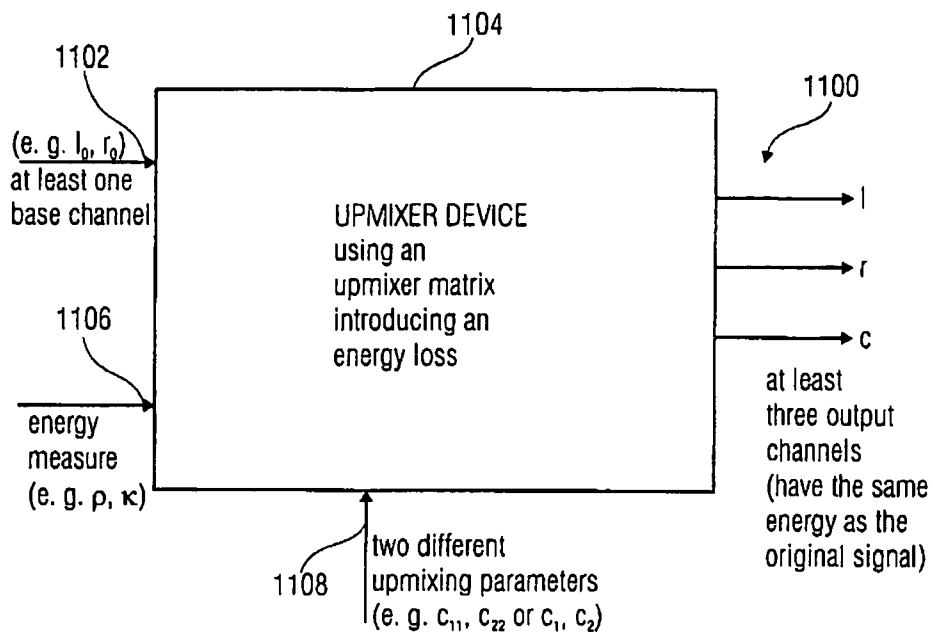 1104
1102
1100
(e. g. l₀, r₀)
at least one
base channel
UPMIXER DEVICE
using an
upmixer matrix
introducing an
energy loss
l
r
c
1106
energy
measure
(e. g. ρ, κ)
at least
three output
channels
(have the same
energy as the
original signal)
1108
two different
upmixing parameters
(e. g. c₁₁, c₂₂ or c₁, c₂)